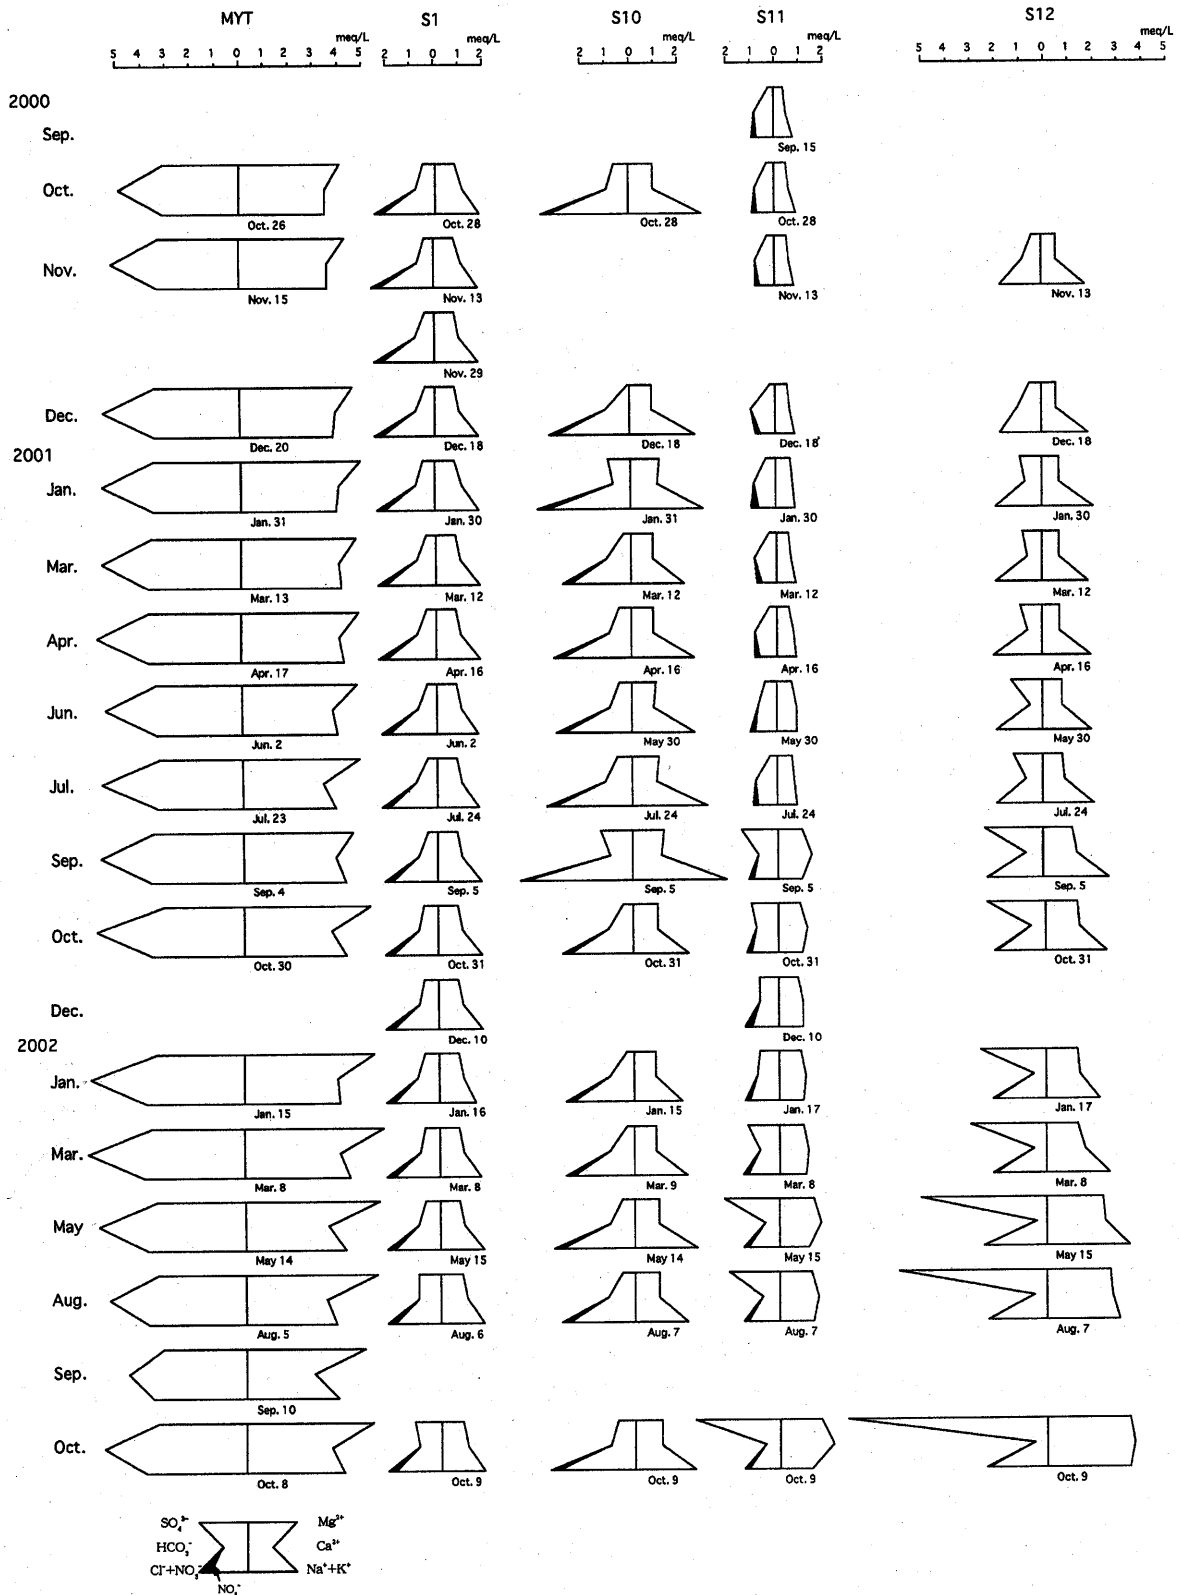 MYT S1 S10 S11 S12
meq/L meq/L meq/L meq/L meq/L
5 4 3 2 1 0 1 2 3 4 5 2 1 0 1 2 2 1 0 1 2 2 1 0 1 2 5 4 3 2 1 0 1 2 3 4 5
2000
Sep.
Sep. 15
Oct.
Oct. 26 Oct. 28 Oct. 28 Oct. 28
Nov.
Nov. 15 Nov. 13 Nov. 13 Nov. 13
Nov. 29
Dec.
Dec. 20 Dec. 18 Dec. 18 Dec. 18 Dec. 18
2001
Jan.
Jan. 31 Jan. 30 Jan. 31 Jan. 30 Jan. 30
Mar.
Mar. 13 Mar. 12 Mar. 12 Mar. 12 Mar. 12
Apr.
Apr. 17 Apr. 16 Apr. 16 Apr. 16 Apr. 16
Jun.
Jun. 2 Jun. 2 May 30 May 30 May 30
Jul.
Jul. 23 Jul. 24 Jul. 24 Jul. 24 Jul. 24
Sep.
Sep. 4 Sep. 5 Sep. 5 Sep. 5 Sep. 5
Oct.
Oct. 30 Oct. 31 Oct. 31 Oct. 31 Oct. 31
Dec.
Dec. 10 Dec. 10
2002
Jan.
Jan. 15 Jan. 16 Jan. 15 Jan. 17 Jan. 17
Mar.
Mar. 8 Mar. 8 Mar. 9 Mar. 8 Mar. 8
May
May 14 May 15 May 14 May 15 May 15
Aug.
Aug. 5 Aug. 6 Aug. 7 Aug. 7 Aug. 7
Sep.
Sep. 10
Oct.
Oct. 8 Oct. 9 Oct. 9 Oct. 9 Oct. 9
Mg²⁺
HCO₃⁻ Ca²⁺
Cl⁻+NO₃⁻ Na⁺+K⁺
NO₃⁻